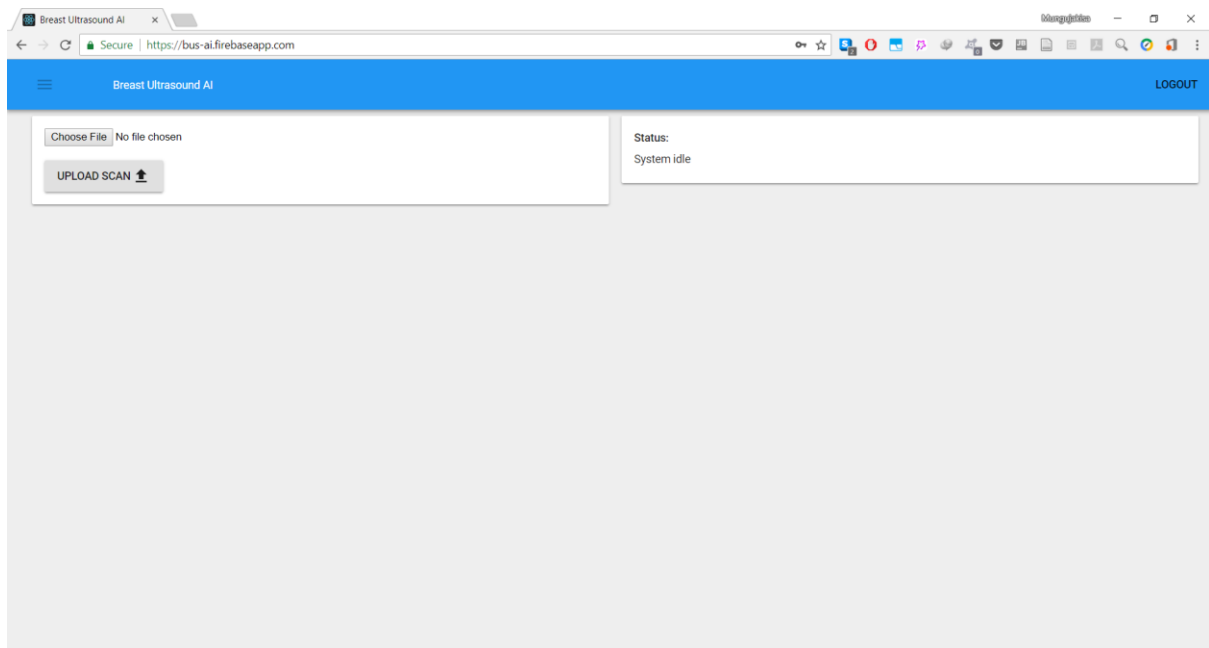 Breast Ultrasound AI
Secure | https://bus-ai.firebaseapp.com
Breast Ultrasound AI
LOGOUT
Choose File No file chosen
UPLOAD SCAN
Status:
System idle